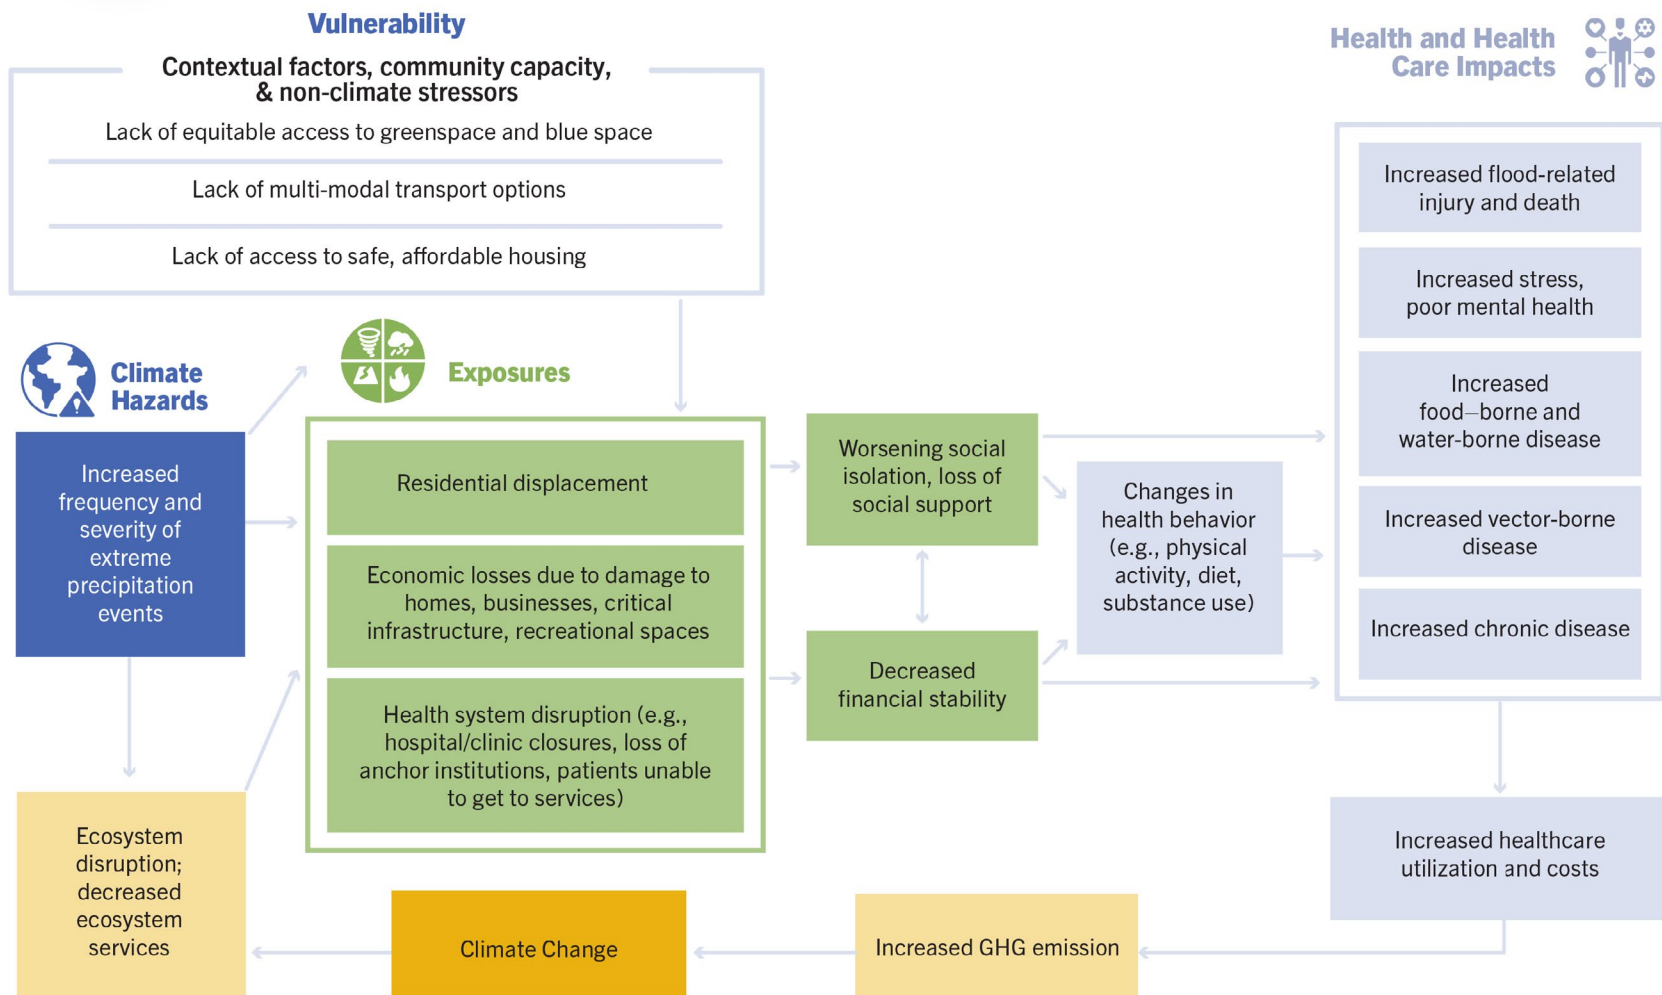 Vulnerability
Contextual factors, community capacity,
& non-climate stressors
Lack of equitable access to greenspace and blue space
Lack of multi-modal transport options
Lack of access to safe, affordable housing
Climate
Hazards
Increased
frequency and
severity of
extreme
precipitation
events
Ecosystem
disruption;
decreased
ecosystem
services
Exposures
Residential displacement
Economic losses due to damage to
homes, businesses, critical
infrastructure, recreational spaces
Health system disruption (e.g.,
hospital/clinic closures, loss of
anchor institutions, patients unable
to get to services)
Worsening social
isolation, loss of
social support
Decreased
financial stability
Changes in
health behavior
(e.g., physical
activity, diet,
substance use)
Health and Health
Care Impacts
Increased flood-related
injury and death
Increased stress,
poor mental health
Increased
food–borne and
water-borne disease
Increased vector-borne
disease
Increased chronic disease
Increased healthcare
utilization and costs
Increased GHG emission
Climate Change